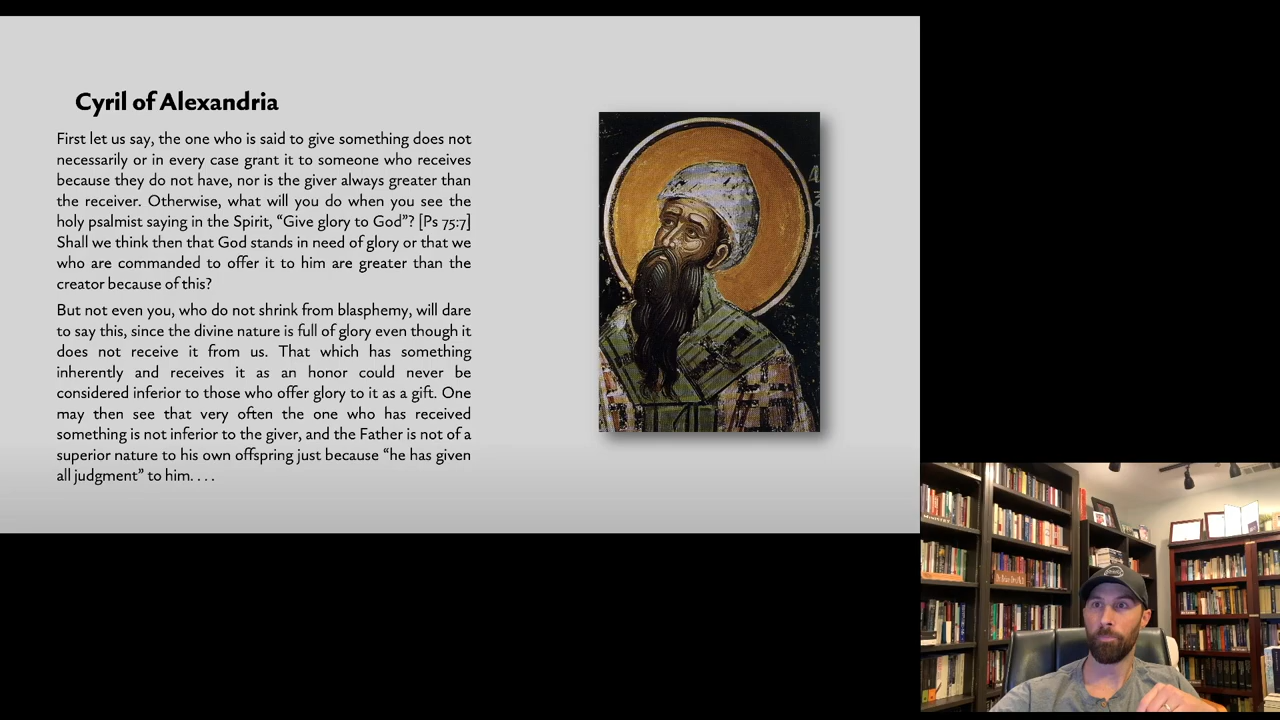 Cyril of Alexandria
First let us say, the one who is said to give something does not
necessarily or in every case grant it to someone who receives
because they do not have, nor is the giver always greater than
the receiver. Otherwise, what will you do when you see the
holy psalmist saying in the Spirit, “Give glory to God”? [Ps 75:7]
Shall we think then that God stands in need of glory or that we
who are commanded to offer it to him are greater than the
creator because of this?
But not even you, who do not shrink from blasphemy, will dare
to say this, since the divine nature is full of glory even though it
does not receive it from us. That which has something
inherently and receives it as an honor could never be
considered inferior to those who offer glory to it as a gift. One
may then see that very often the one who has received
something is not inferior to the giver, and the Father is not of a
superior nature to his own offspring just because “he has given
all judgment” to him. . . .
MINISTRY